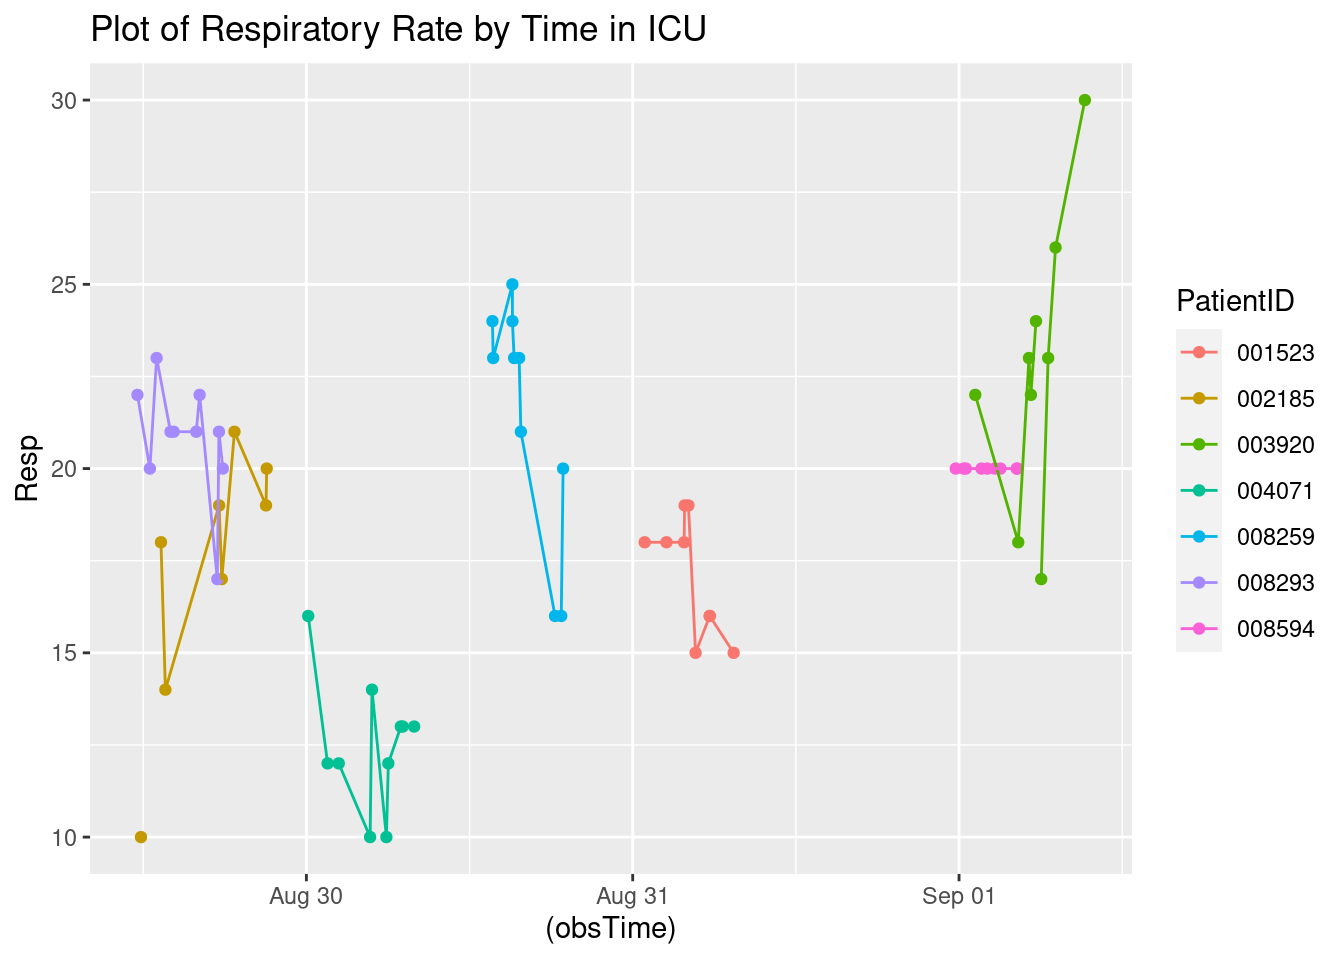 Plot of Respiratory Rate by Time in ICU
30
25
20
15
10
Resp
Aug 30
Aug 31
Sep 01
(obsTime)
PatientID
001523
002185
003920
004071
008259
008293
008594